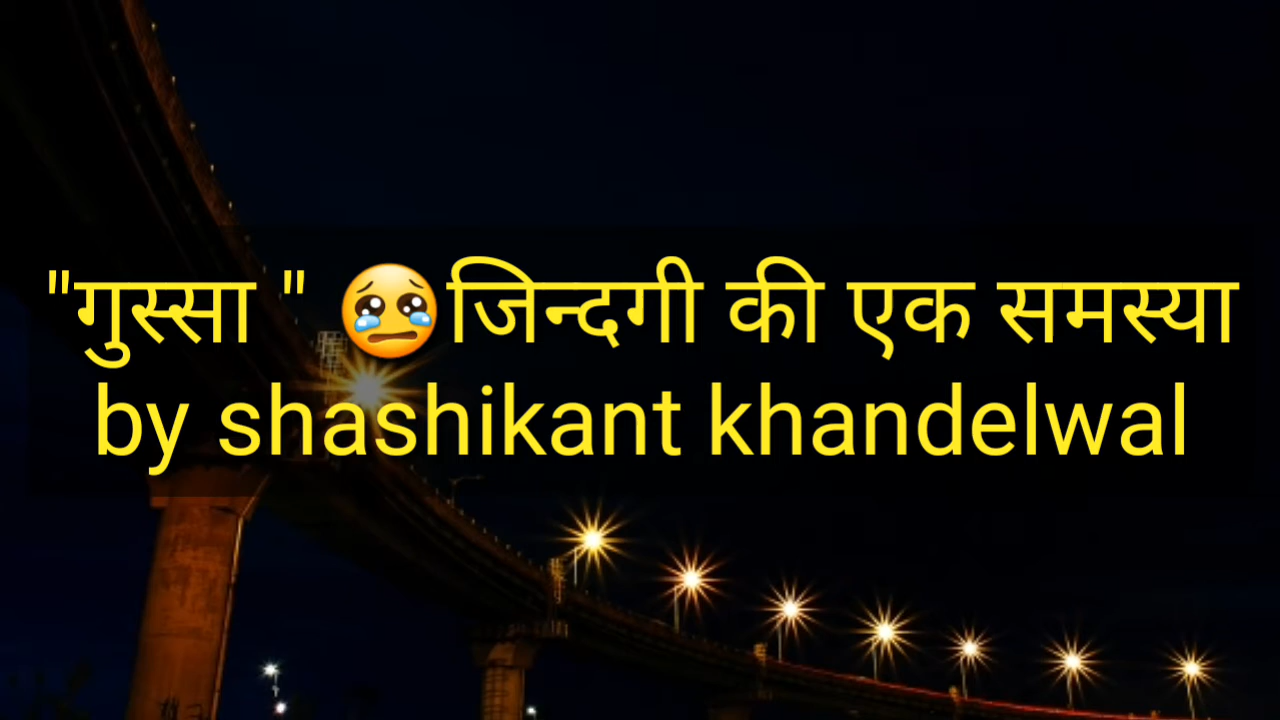 "गुस्सा " 😢जिन्दगी की एक समस्या
by shashikant khandelwal